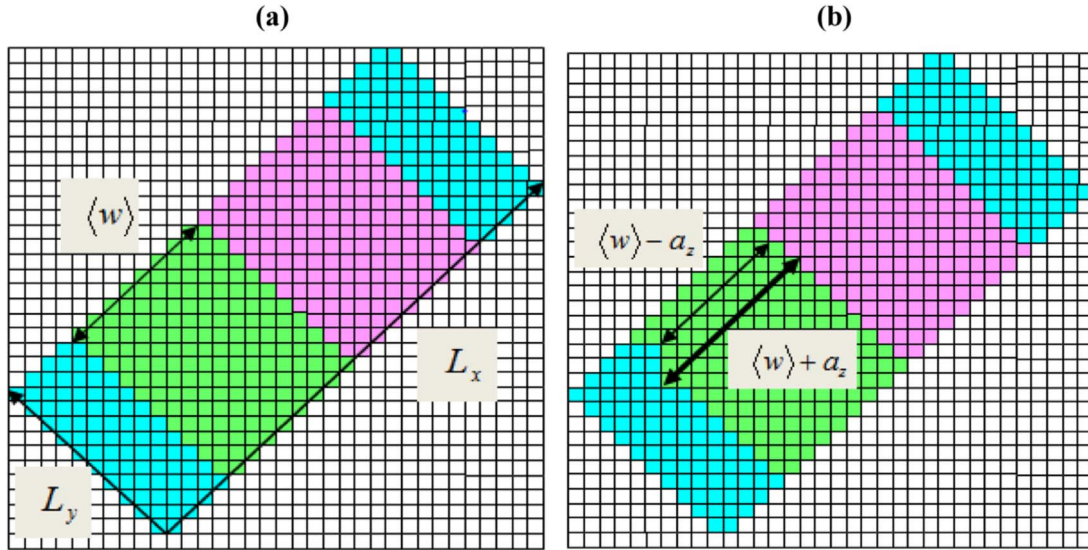 (a)
(b)
⟨w⟩
⟨w⟩ − a_z
⟨w⟩ + a_z
L_x
L_y